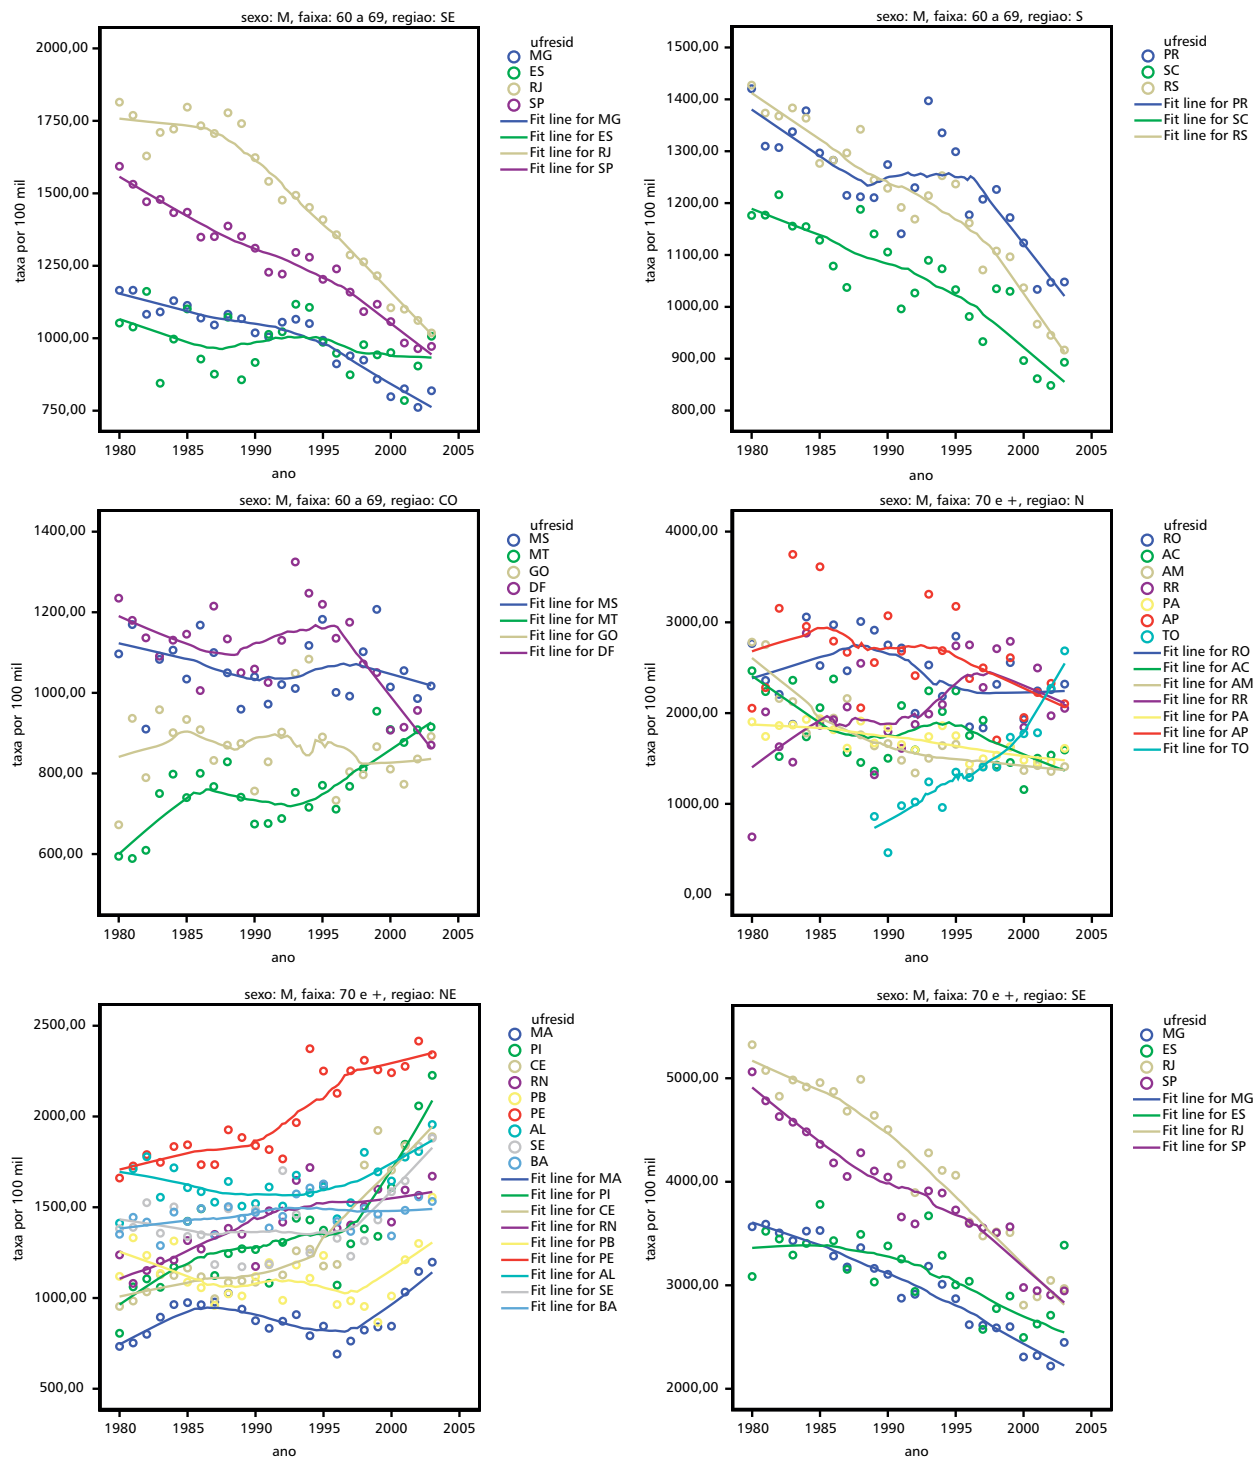 sexo: M, faixa: 60 a 69, regiao: SE
2000,00
1750,00
1500,00
1250,00
1000,00
750,00
taxa por 100 mil
1980 1985 1990 1995 2000 2005
ano
ufresid
MG
ES
RJ
SP
Fit line for MG
Fit line for ES
Fit line for RJ
Fit line for SP
sexo: M, faixa: 60 a 69, regiao: S
1500,00
1400,00
1300,00
1200,00
1100,00
1000,00
900,00
800,00
taxa por 100 mil
1980 1985 1990 1995 2000 2005
ano
ufresid
PR
SC
RS
Fit line for PR
Fit line for SC
Fit line for RS
sexo: M, faixa: 60 a 69, regiao: CO
1400,00
1200,00
1000,00
800,00
600,00
taxa por 100 mil
1980 1985 1990 1995 2000 2005
ano
ufresid
MS
MT
GO
DF
Fit line for MS
Fit line for MT
Fit line for GO
Fit line for DF
sexo: M, faixa: 70 e +, regiao: N
4000,00
3000,00
2000,00
1000,00
0,00
taxa por 100 mil
1980 1985 1990 1995 2000 2005
ano
ufresid
RO
AC
AM
RR
PA
AP
TO
Fit line for RO
Fit line for AC
Fit line for AM
Fit line for RR
Fit line for PA
Fit line for AP
Fit line for TO
sexo: M, faixa: 70 e +, regiao: NE
2500,00
2000,00
1500,00
1000,00
500,00
taxa por 100 mil
1980 1985 1990 1995 2000 2005
ano
ufresid
MA
PI
CE
RN
PB
PE
AL
SE
BA
Fit line for MA
Fit line for PI
Fit line for CE
Fit line for RN
Fit line for PB
Fit line for PE
Fit line for AL
Fit line for SE
Fit line for BA
sexo: M, faixa: 70 e +, regiao: SE
5000,00
4000,00
3000,00
2000,00
taxa por 100 mil
1980 1985 1990 1995 2000 2005
ano
ufresid
MG
ES
RJ
SP
Fit line for MG
Fit line for ES
Fit line for RJ
Fit line for SP